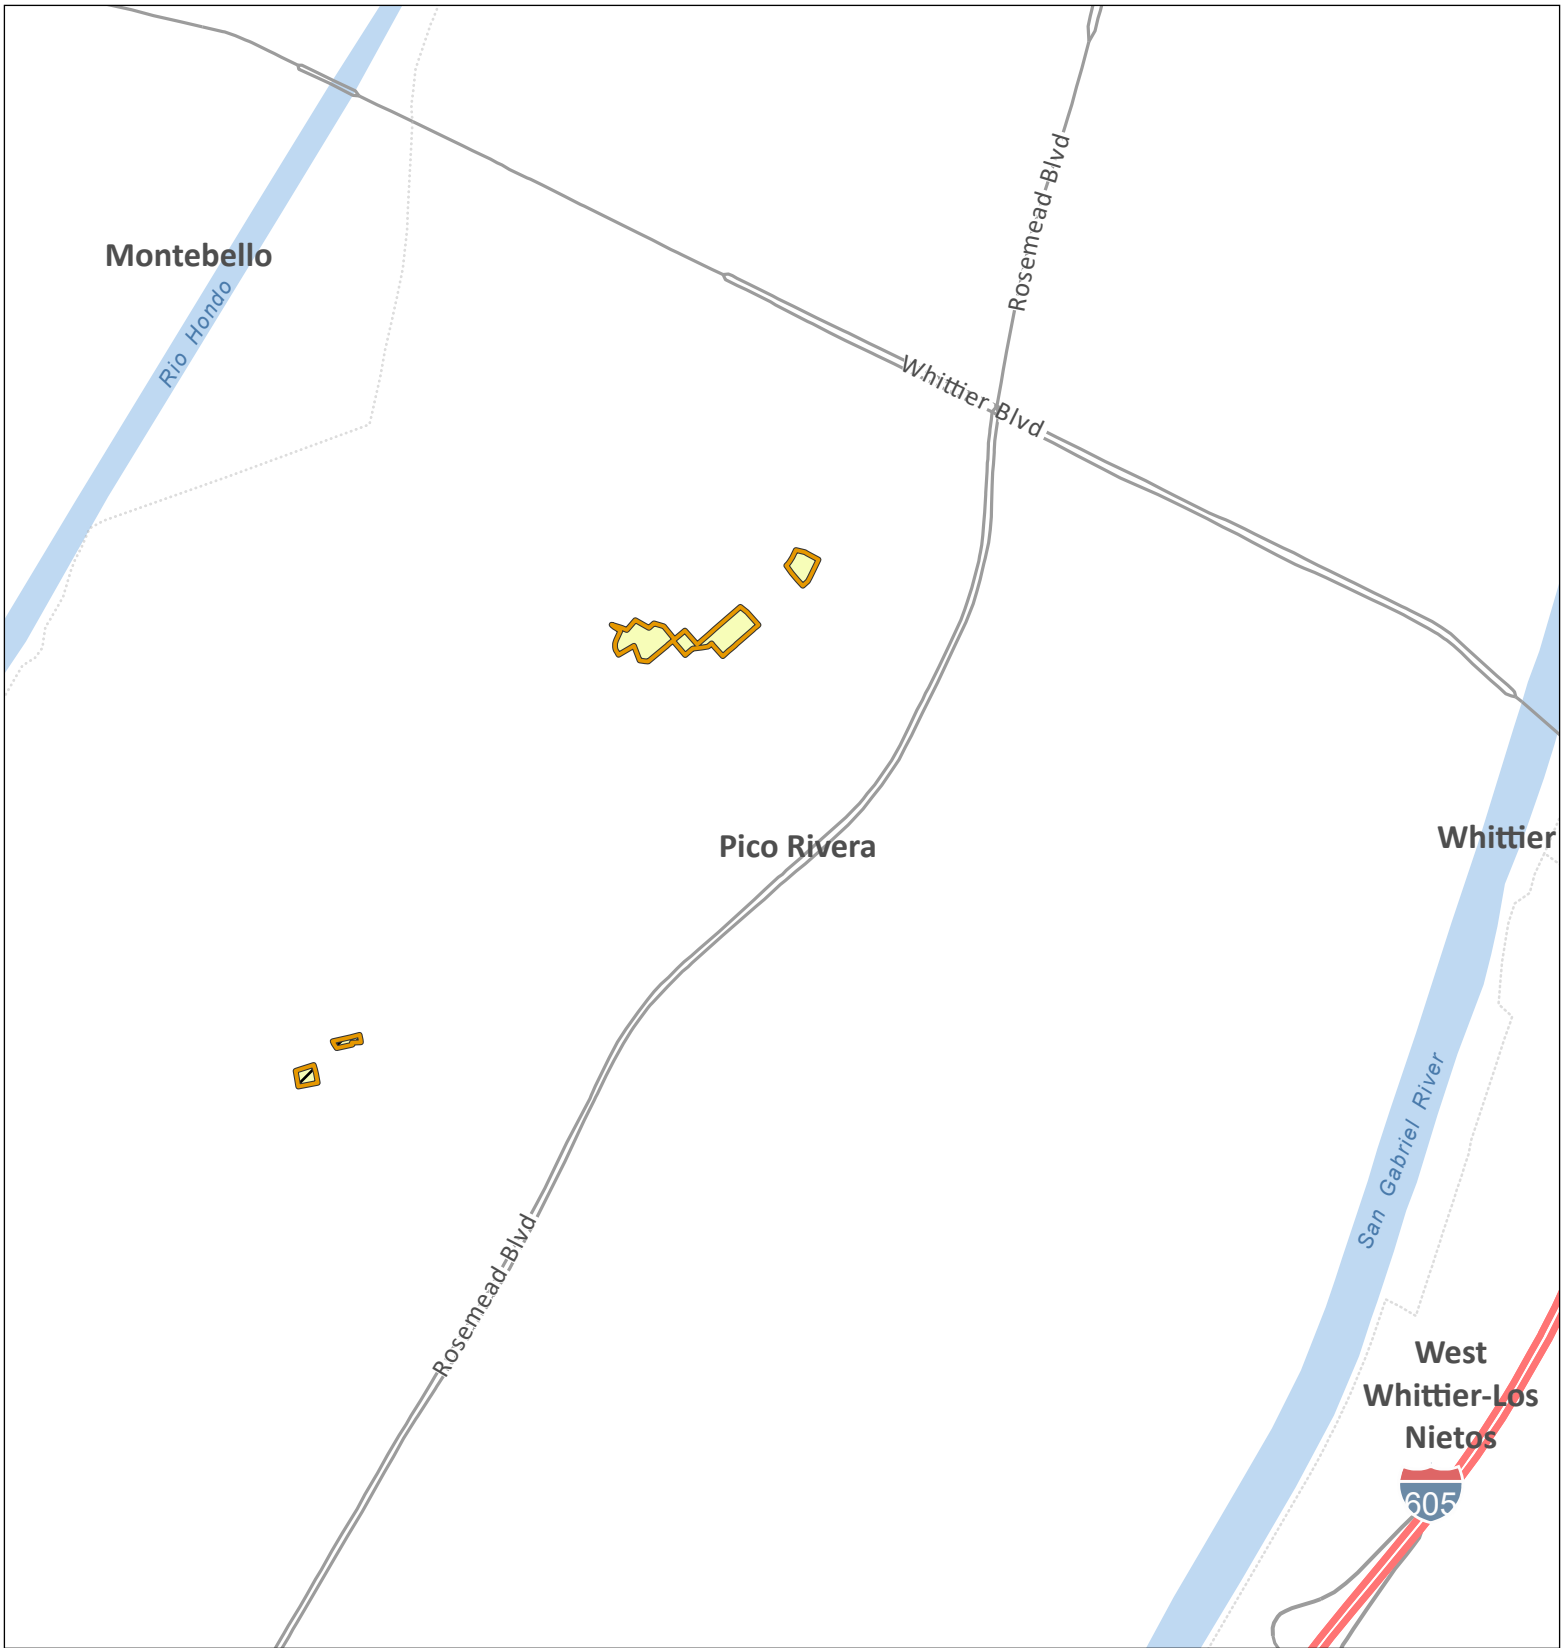 Rosemead Blvd
Montebello
Rio Hondo
Whittier Blvd
Pico Rivera
Whittier
San Gabriel River
Rosemead Blvd
West
Whittier-Los
Nietos
605